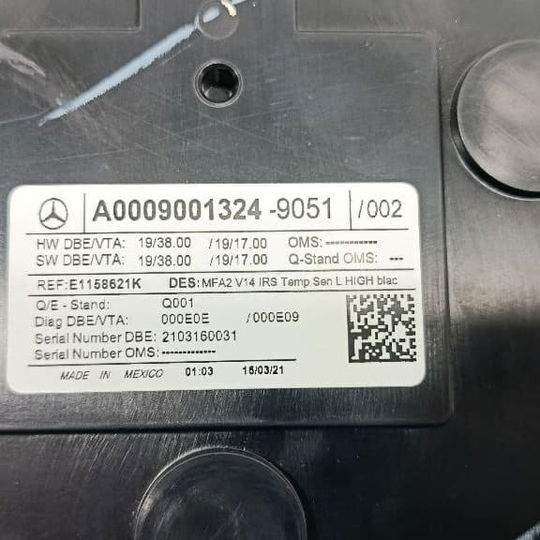 A0009001324 -9051 /002
HW DBE/VTA: 19/38.00 /19/17.00 OMS:-----------
SW DBE/VTA: 19/38.00 /19/17.00 Q-Stand OMS: ---
REF:E1158621K DES: MFA2 V14 IRS Temp Sen L HIGH blac
Q/E - Stand: Q001
Diag DBE/VTA: 000E0E / 000E09
Serial Number DBE: 2103160031
Serial Number OMS:------------
MADE IN MEXICO 01:03 16/03/21